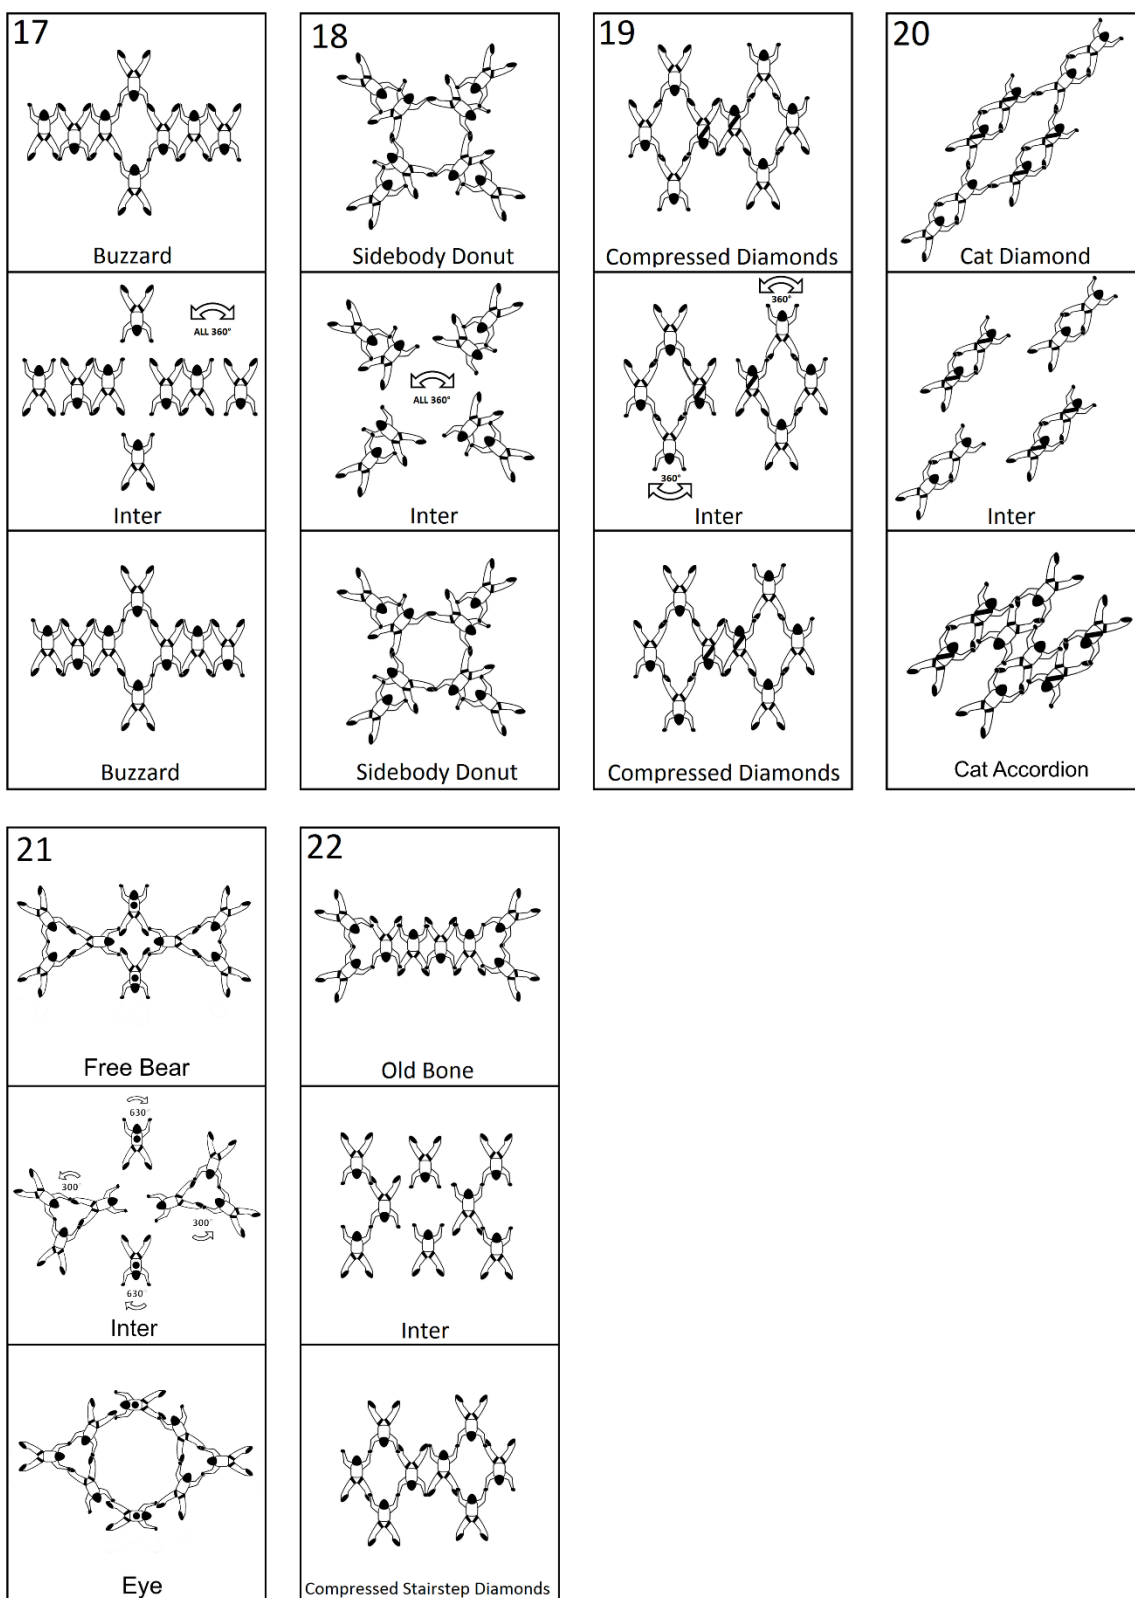 17
Buzzard
ALL 360°
Inter
Buzzard
18
Sidebody Donut
ALL 360°
Inter
Sidebody Donut
19
Compressed Diamonds
360°
360°
Inter
Compressed Diamonds
20
Cat Diamond
Inter
Cat Accordion
21
Free Bear
630°
300°
300°
630°
Inter
Eye
22
Old Bone
Inter
Compressed Stairstep Diamonds